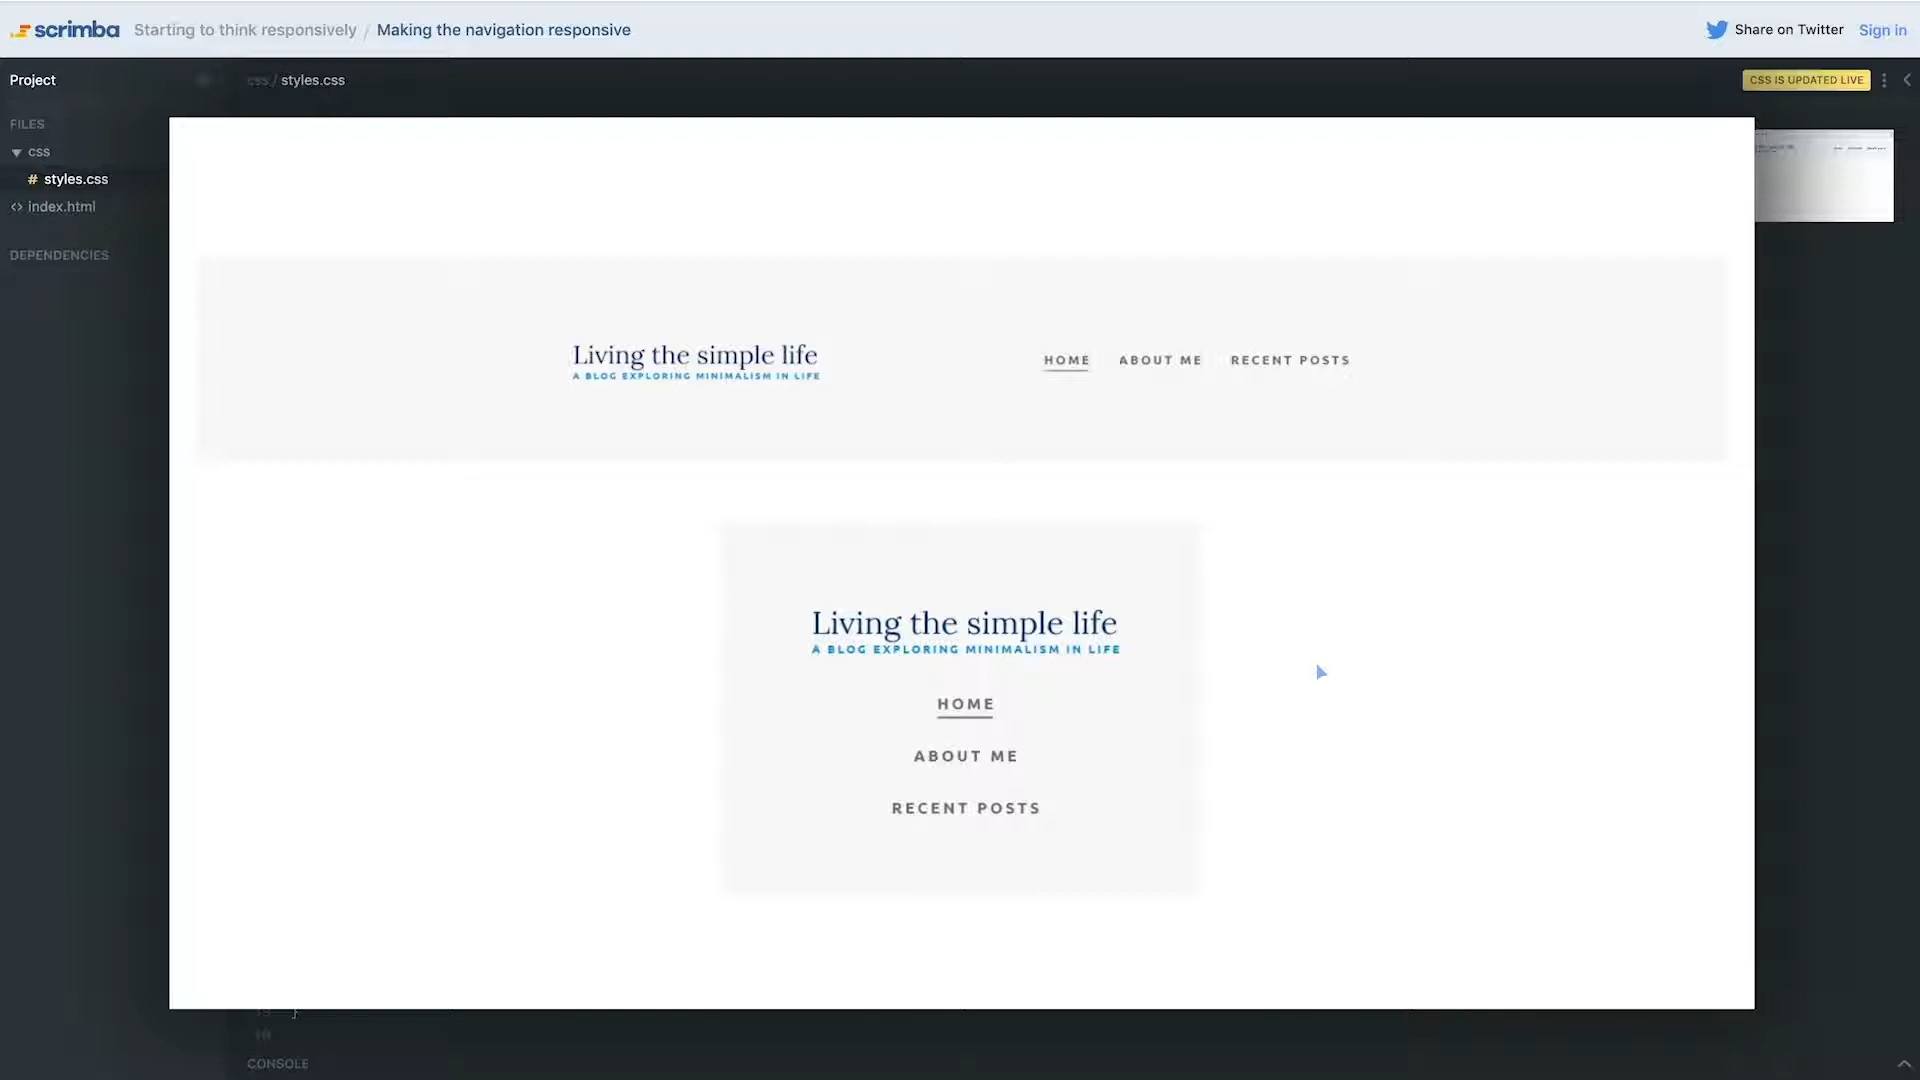 scrimba Starting to think responsively / Making the navigation responsive Share on Twitter Sign in
Project css / styles.css CSS IS UPDATED LIVE
FILES
css
# styles.css
<> index.html
DEPENDENCIES
Living the simple life
A BLOG EXPLORING MINIMALISM IN LIFE
HOME ABOUT ME RECENT POSTS
Living the simple life
A BLOG EXPLORING MINIMALISM IN LIFE
HOME
ABOUT ME
RECENT POSTS
}
CONSOLE